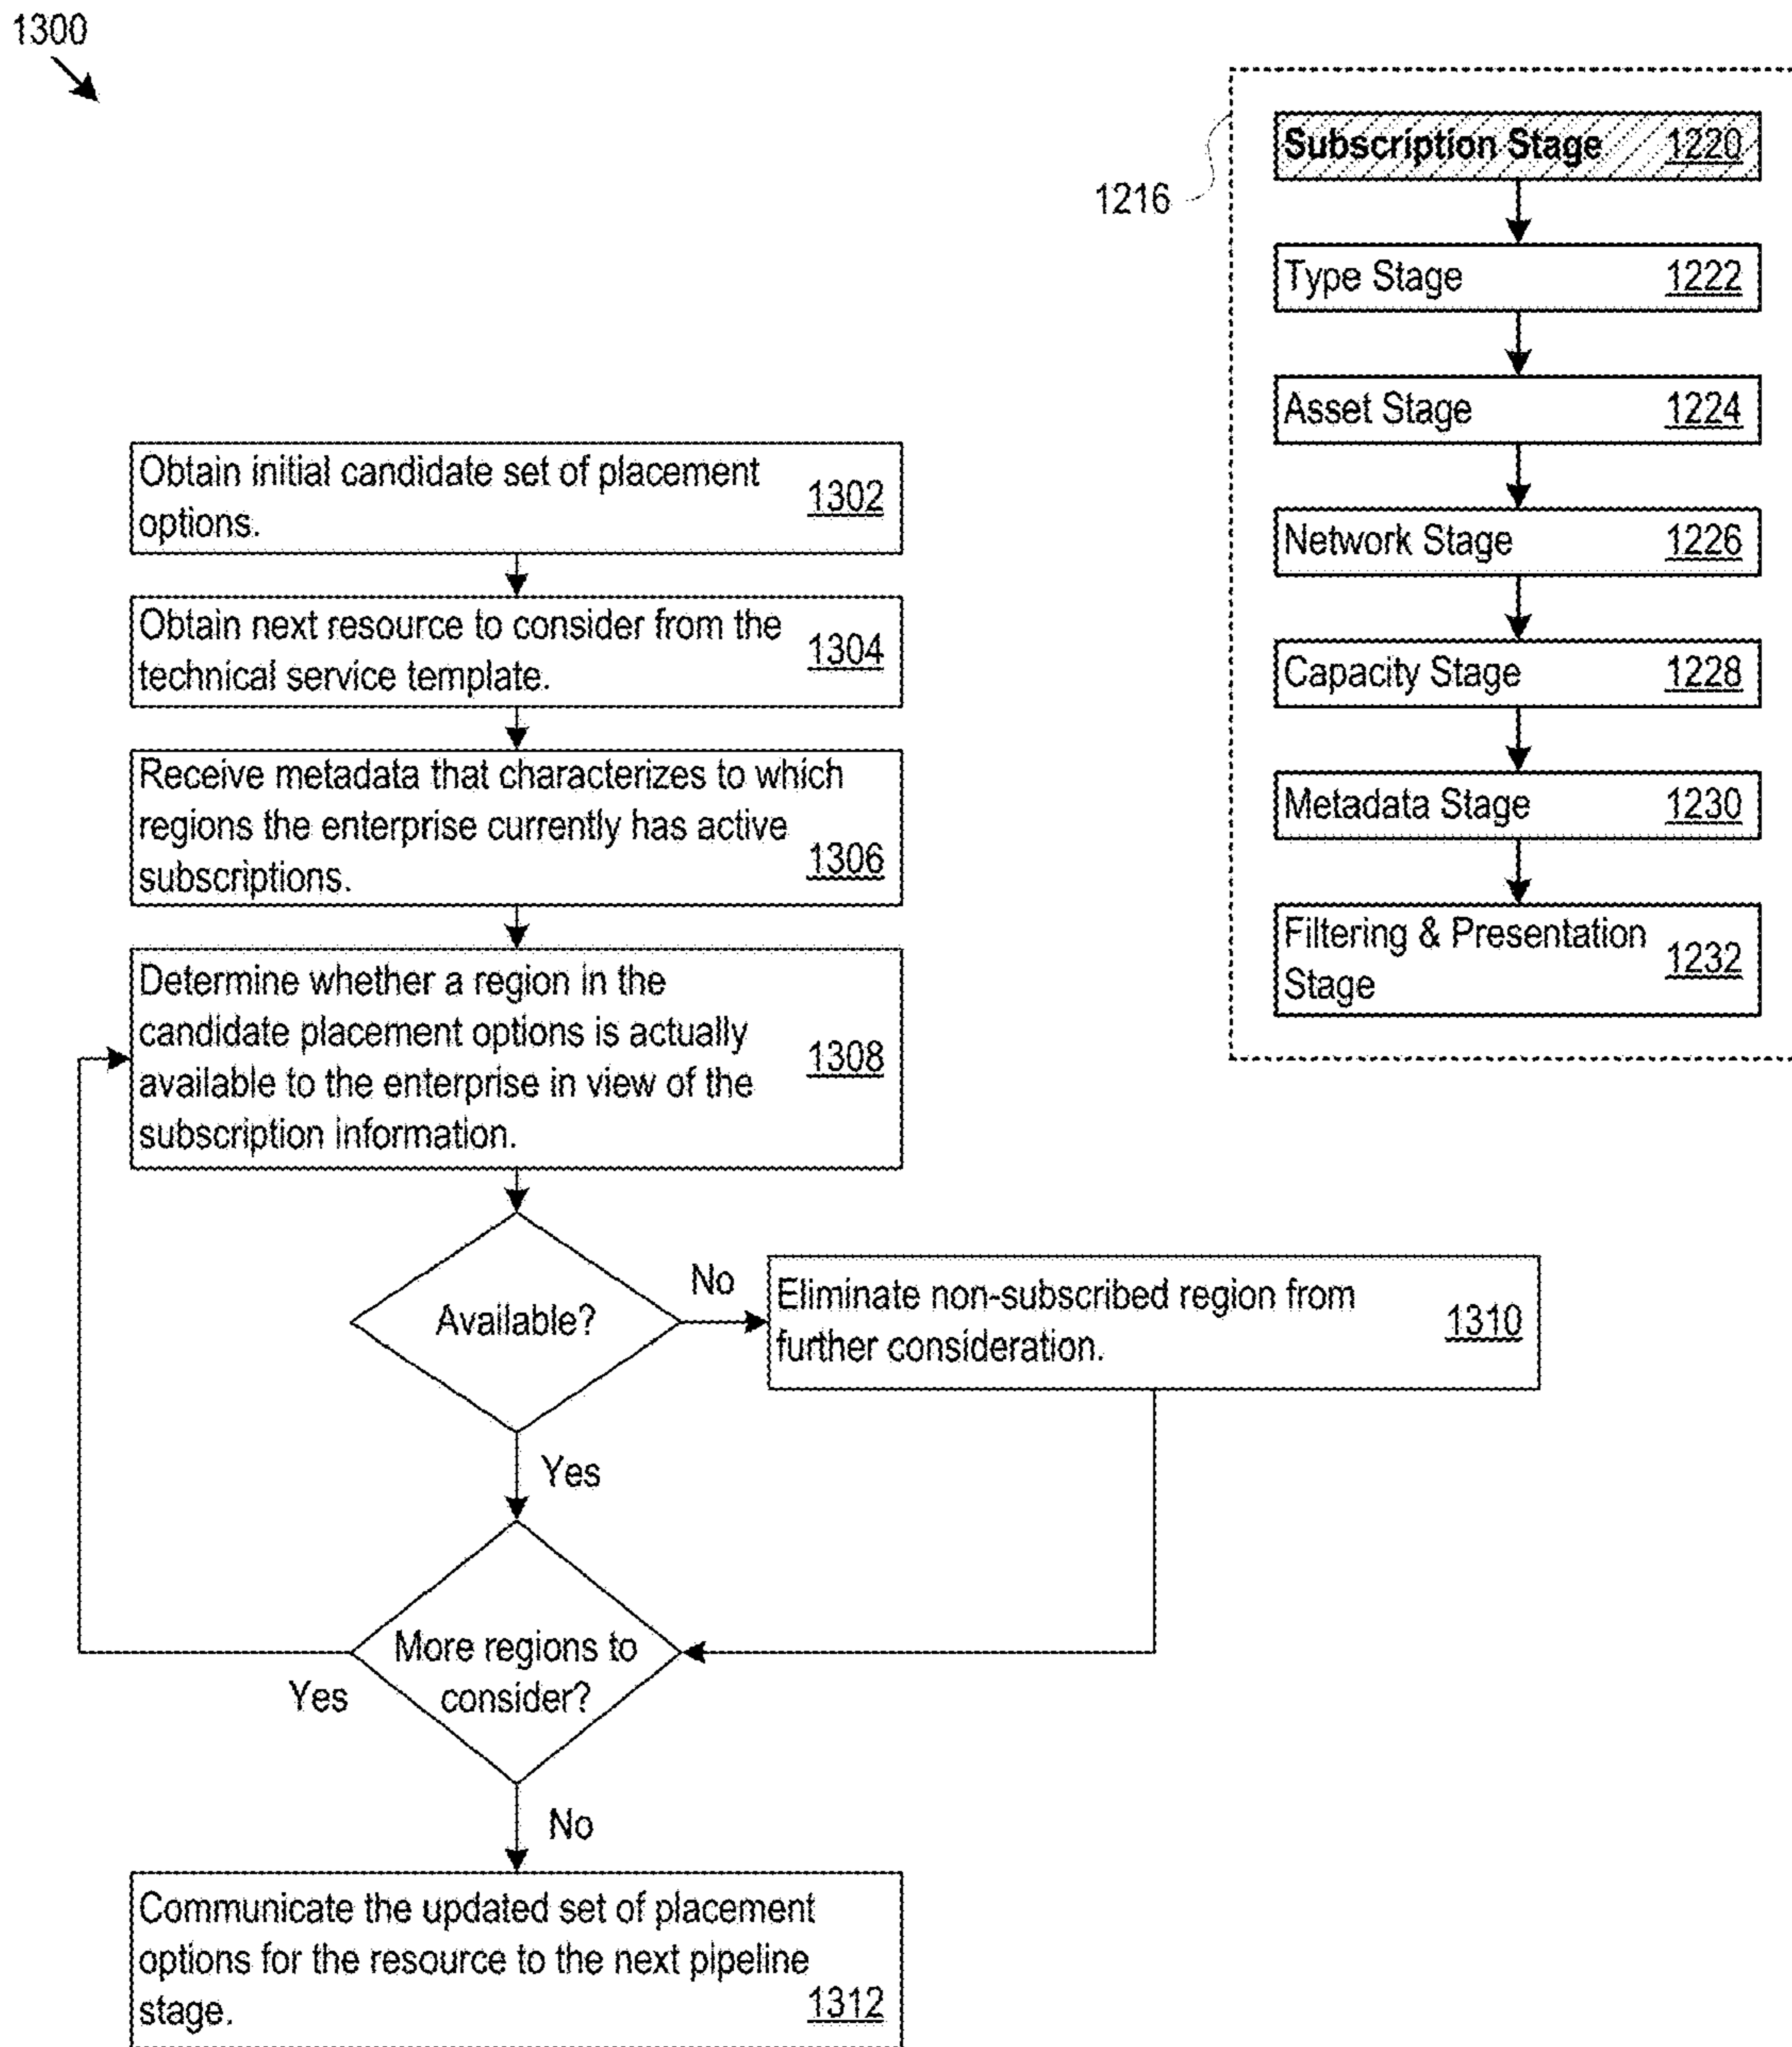 1300
1216
Subscription Stage 1220
Type Stage 1222
Asset Stage 1224
Network Stage 1226
Capacity Stage 1228
Metadata Stage 1230
Filtering & Presentation
Stage 1232
Obtain initial candidate set of placement
options. 1302
Obtain next resource to consider from the
technical service template. 1304
Receive metadata that characterizes to which
regions the enterprise currently has active
subscriptions. 1306
Determine whether a region in the
candidate placement options is actually
available to the enterprise in view of the
subscription information. 1308
Available?
No
Eliminate non-subscribed region from
further consideration. 1310
Yes
More regions to
consider?
Yes
No
Communicate the updated set of placement
options for the resource to the next pipeline
stage. 1312